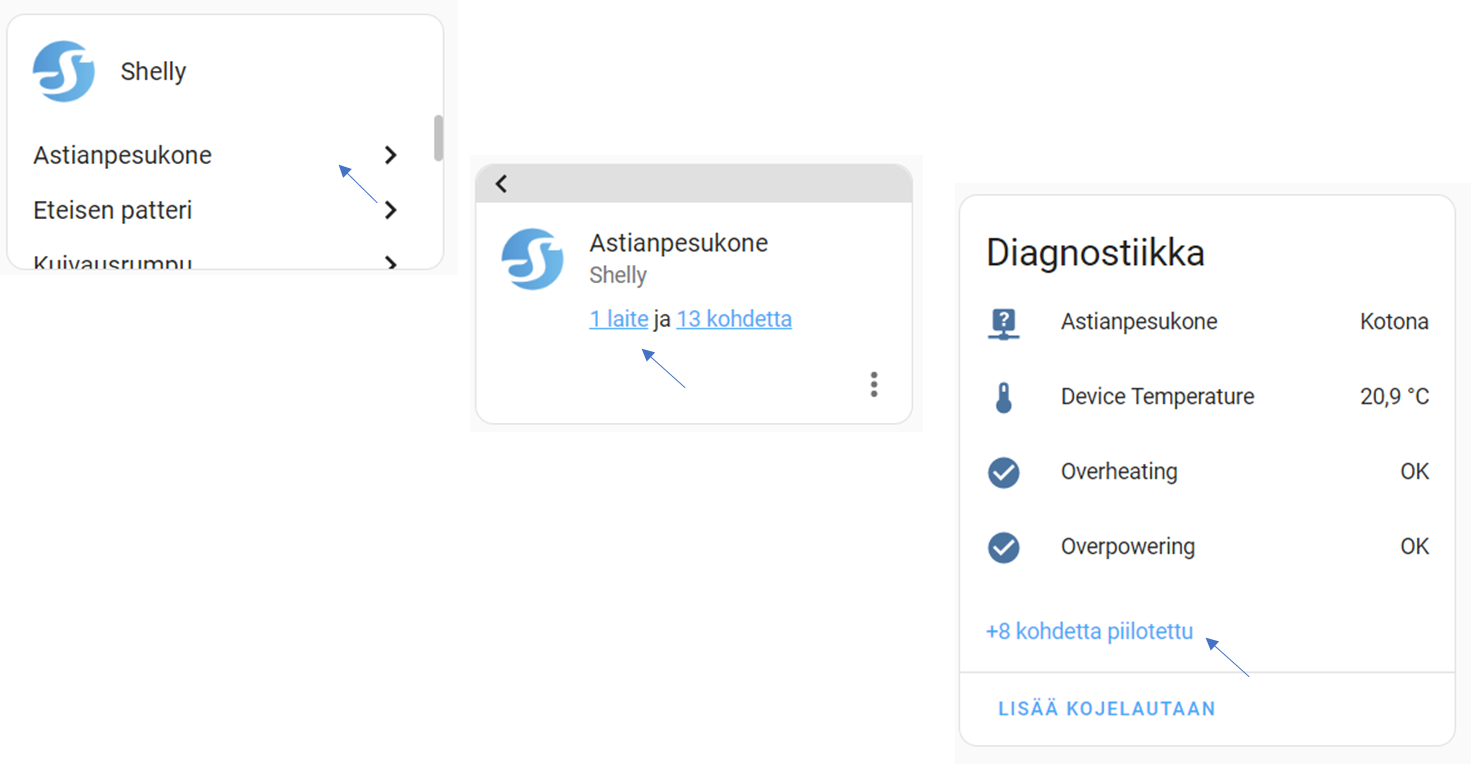 Shelly
Astianpesukone
Eteisen patteri
Kuivausrumpu
Astianpesukone
Shelly
1 laite ja 13 kohdetta
Diagnostiikka
Astianpesukone Kotona
Device Temperature 20,9 °C
Overheating OK
Overpowering OK
+8 kohdetta piilotettu
LISÄÄ KOJELAUTAAN